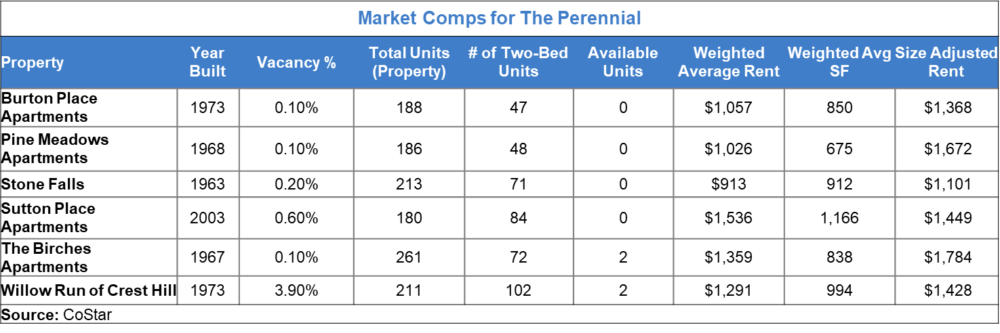 Market Comps for The Perennial
Property Year Built Vacancy % Total Units (Property) # of Two-Bed Units Available Units Weighted Average Rent Weighted Avg SF Size Adjusted Rent
Burton Place Apartments 1973 0.10% 188 47 0 $1,057 850 $1,368
Pine Meadows Apartments 1968 0.10% 186 48 0 $1,026 675 $1,672
Stone Falls 1963 0.20% 213 71 0 $913 912 $1,101
Sutton Place Apartments 2003 0.60% 180 84 0 $1,536 1,166 $1,449
The Birches Apartments 1967 0.10% 261 72 2 $1,359 838 $1,784
Willow Run of Crest Hill 1973 3.90% 211 102 2 $1,291 994 $1,428
Source: CoStar